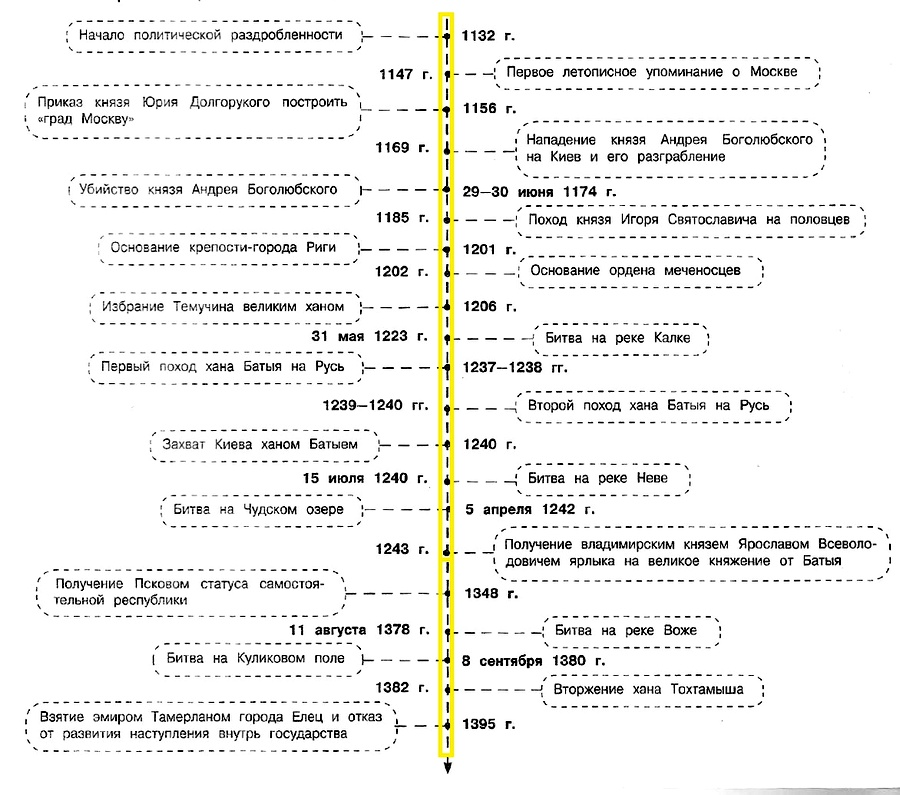 Начало политической раздробленности
1132 г.
1147 г.
Первое летописное упоминание о Москве
Приказ князя Юрия Долгорукого построить
«град Москву»
1156 г.
1169 г.
Нападение князя Андрея Боголюбского
на Киев и его разграбление
Убийство князя Андрея Боголюбского
29—30 июня 1174 г.
1185 г.
Поход князя Игоря Святославича на половцев
Основание крепости-города Риги
1201 г.
1202 г.
Основание ордена меченосцев
Избрание Темучина великим ханом
1206 г.
31 мая 1223 г.
Битва на реке Калке
Первый поход хана Батыя на Русь
1237—1238 гг.
1239—1240 гг.
Второй поход хана Батыя на Русь
Захват Киева ханом Батыем
1240 г.
15 июля 1240 г.
Битва на реке Неве
Битва на Чудском озере
5 апреля 1242 г.
1243 г.
Получение владимирским князем Ярославом Всеволо-
довичем ярлыка на великое княжение от Батыя
Получение Псковом статуса самостоя-
тельной республики
1348 г.
11 августа 1378 г.
Битва на реке Воже
Битва на Куликовом поле
8 сентября 1380 г.
1382 г.
Вторжение хана Тохтамыша
Взятие эмиром Тамерланом города Елец и отказ
от развития наступления внутрь государства
1395 г.